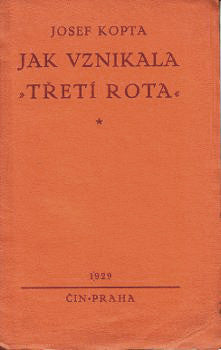 JOSEF KOPTA
JAK VZNIKALA
»TŘETÍ ROTA«
*
1929
ČIN-PRAHA